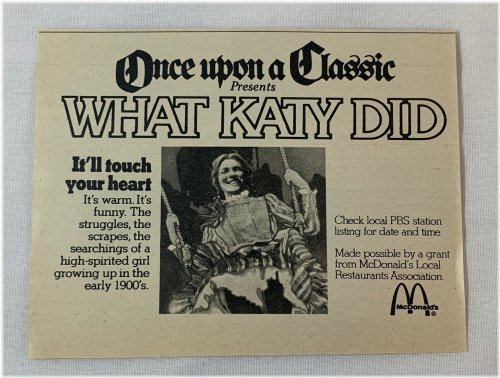 Once upon a Classic
Presents
WHAT KATY DID
It'll touch
your heart
It's warm. It's
funny. The
struggles, the
scrapes, the
searchings of a
high-spirited girl
growing up in the
early 1900's.
Check local PBS station
listing for date and time.
Made possible by a grant
from McDonald's Local
Restaurants Association.
McDonald's
®